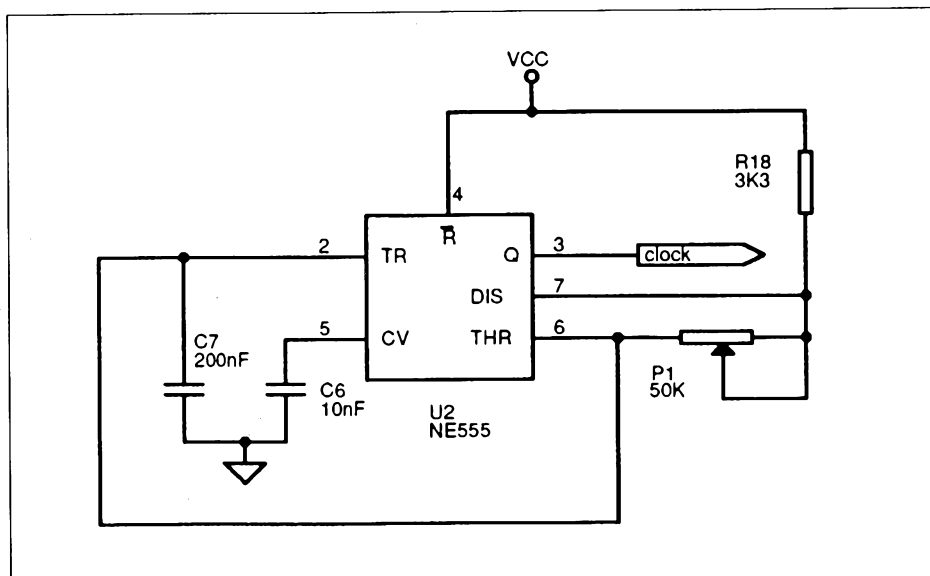 VCC
R18
3K3
4
R̅
2
TR
Q
3
clock
DIS
7
5
CV
THR
6
C7
200nF
C6
10nF
P1
50K
U2
NE555